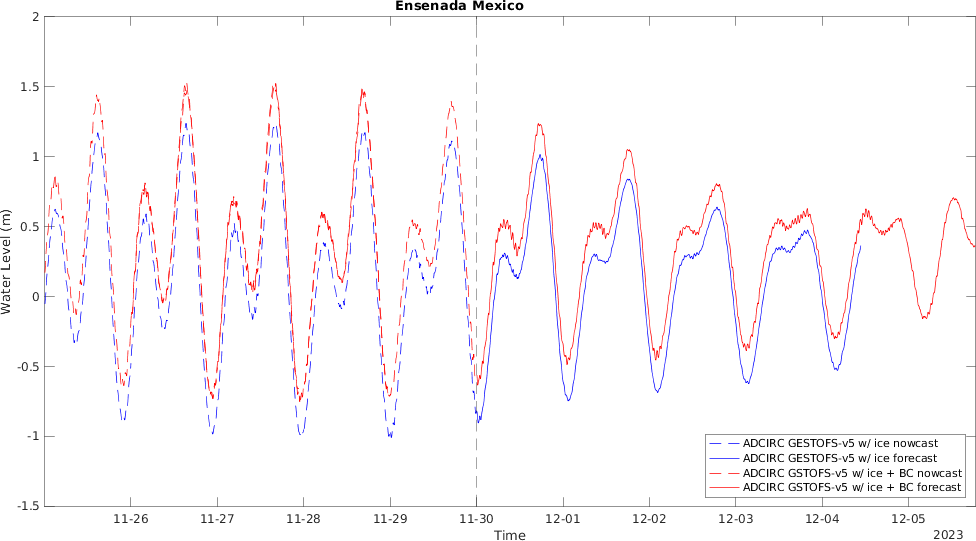 Ensenada Mexico
2
1.5
1
0.5
0
-0.5
-1
-1.5
Water Level (m)
11-26 11-27 11-28 11-29 11-30 12-01 12-02 12-03 12-04 12-05
Time
2023
ADCIRC GESTOFS-v5 w/ ice nowcast
ADCIRC GESTOFS-v5 w/ ice forecast
ADCIRC GSTOFS-v5 w/ ice + BC nowcast
ADCIRC GSTOFS-v5 w/ ice + BC forecast